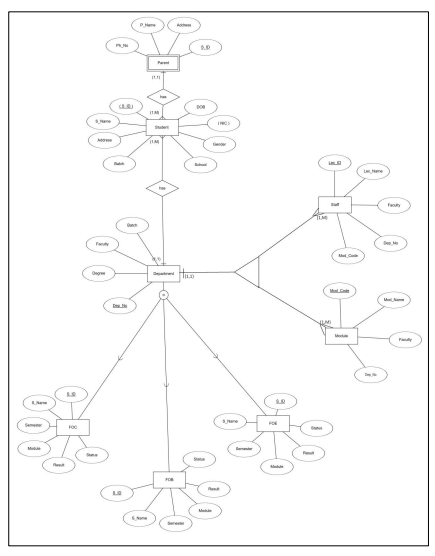 P_Name
Address
Ph_No
S_ID
Parent
(1,1)
has
(1,M)
( S_ID )
DOB
S_Name
( NIC )
Student
Address
Gender
(1,M)
Batch
School
has
Lec_ID
Lec_Name
Staff
Faculty
(1,M)
Dep_No
Mod_Code
Batch
Faculty
(1,1)
Degree
Department
(1,1)
Dep_No
Mod_Code
Mod_Name
(1,M)
Module
Faculty
Dep_No
S_ID
S_Name
Semester
FOC
Module
Status
Result
S_ID
S_Name
Status
FOE
Semester
Result
Module
Status
FOB
Result
S_ID
Module
S_Name
Semester